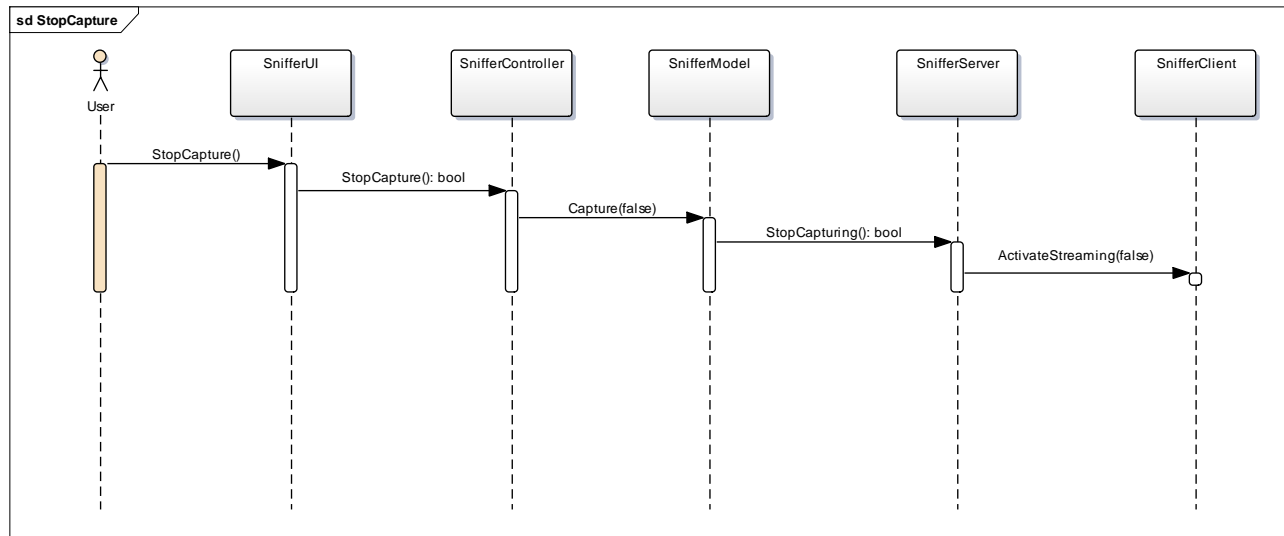 sd StopCapture
User
SnifferUI
SnifferController
SnifferModel
SnifferServer
SnifferClient
StopCapture()
StopCapture(): bool
Capture(false)
StopCapturing(): bool
ActivateStreaming(false)